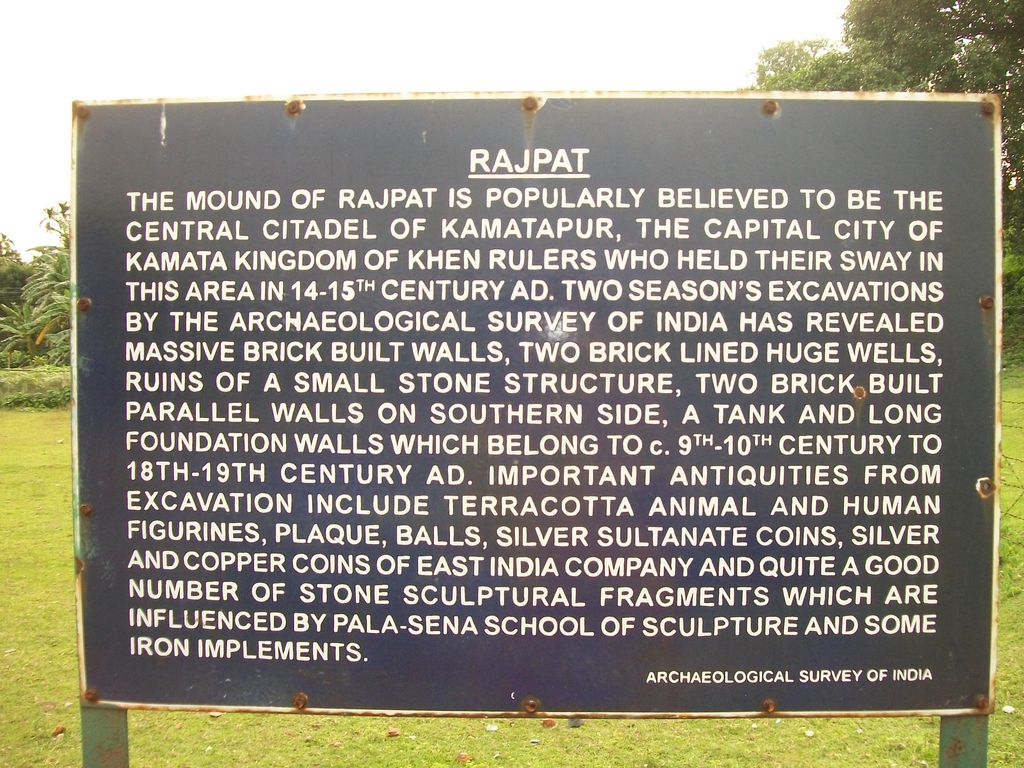 RAJPAT
THE MOUND OF RAJPAT IS POPULARLY BELIEVED TO BE THE
CENTRAL CITADEL OF KAMATAPUR, THE CAPITAL CITY OF
KAMATA KINGDOM OF KHEN RULERS WHO HELD THEIR SWAY IN
THIS AREA IN 14-15TH CENTURY AD. TWO SEASON'S EXCAVATIONS
BY THE ARCHAEOLOGICAL SURVEY OF INDIA HAS REVEALED
MASSIVE BRICK BUILT WALLS, TWO BRICK LINED HUGE WELLS,
RUINS OF A SMALL STONE STRUCTURE, TWO BRICK BUILT
PARALLEL WALLS ON SOUTHERN SIDE, A TANK AND LONG
FOUNDATION WALLS WHICH BELONG TO c. 9TH-10TH CENTURY TO
18TH-19TH CENTURY AD. IMPORTANT ANTIQUITIES FROM
EXCAVATION INCLUDE TERRACOTTA ANIMAL AND HUMAN
FIGURINES, PLAQUE, BALLS, SILVER SULTANATE COINS, SILVER
AND COPPER COINS OF EAST INDIA COMPANY AND QUITE A GOOD
NUMBER OF STONE SCULPTURAL FRAGMENTS WHICH ARE
INFLUENCED BY PALA-SENA SCHOOL OF SCULPTURE AND SOME
IRON IMPLEMENTS.
ARCHAEOLOGICAL SURVEY OF INDIA